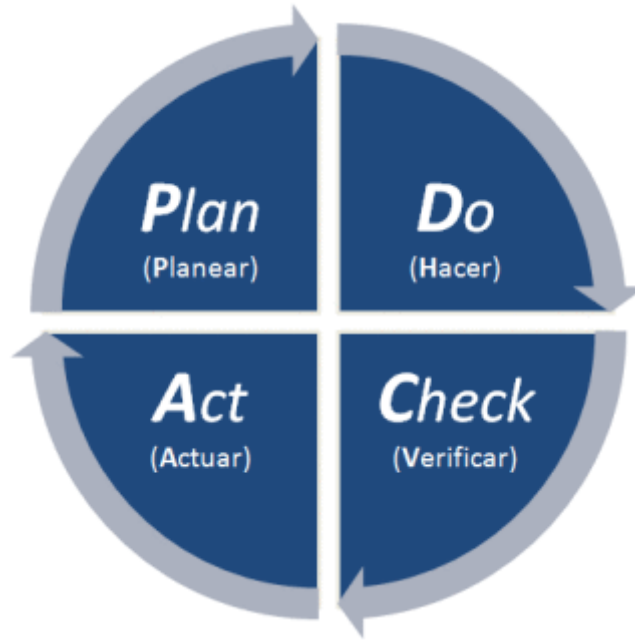 Plan
(Planear)
Do
(Hacer)
Act
(Actuar)
Check
(Verificar)